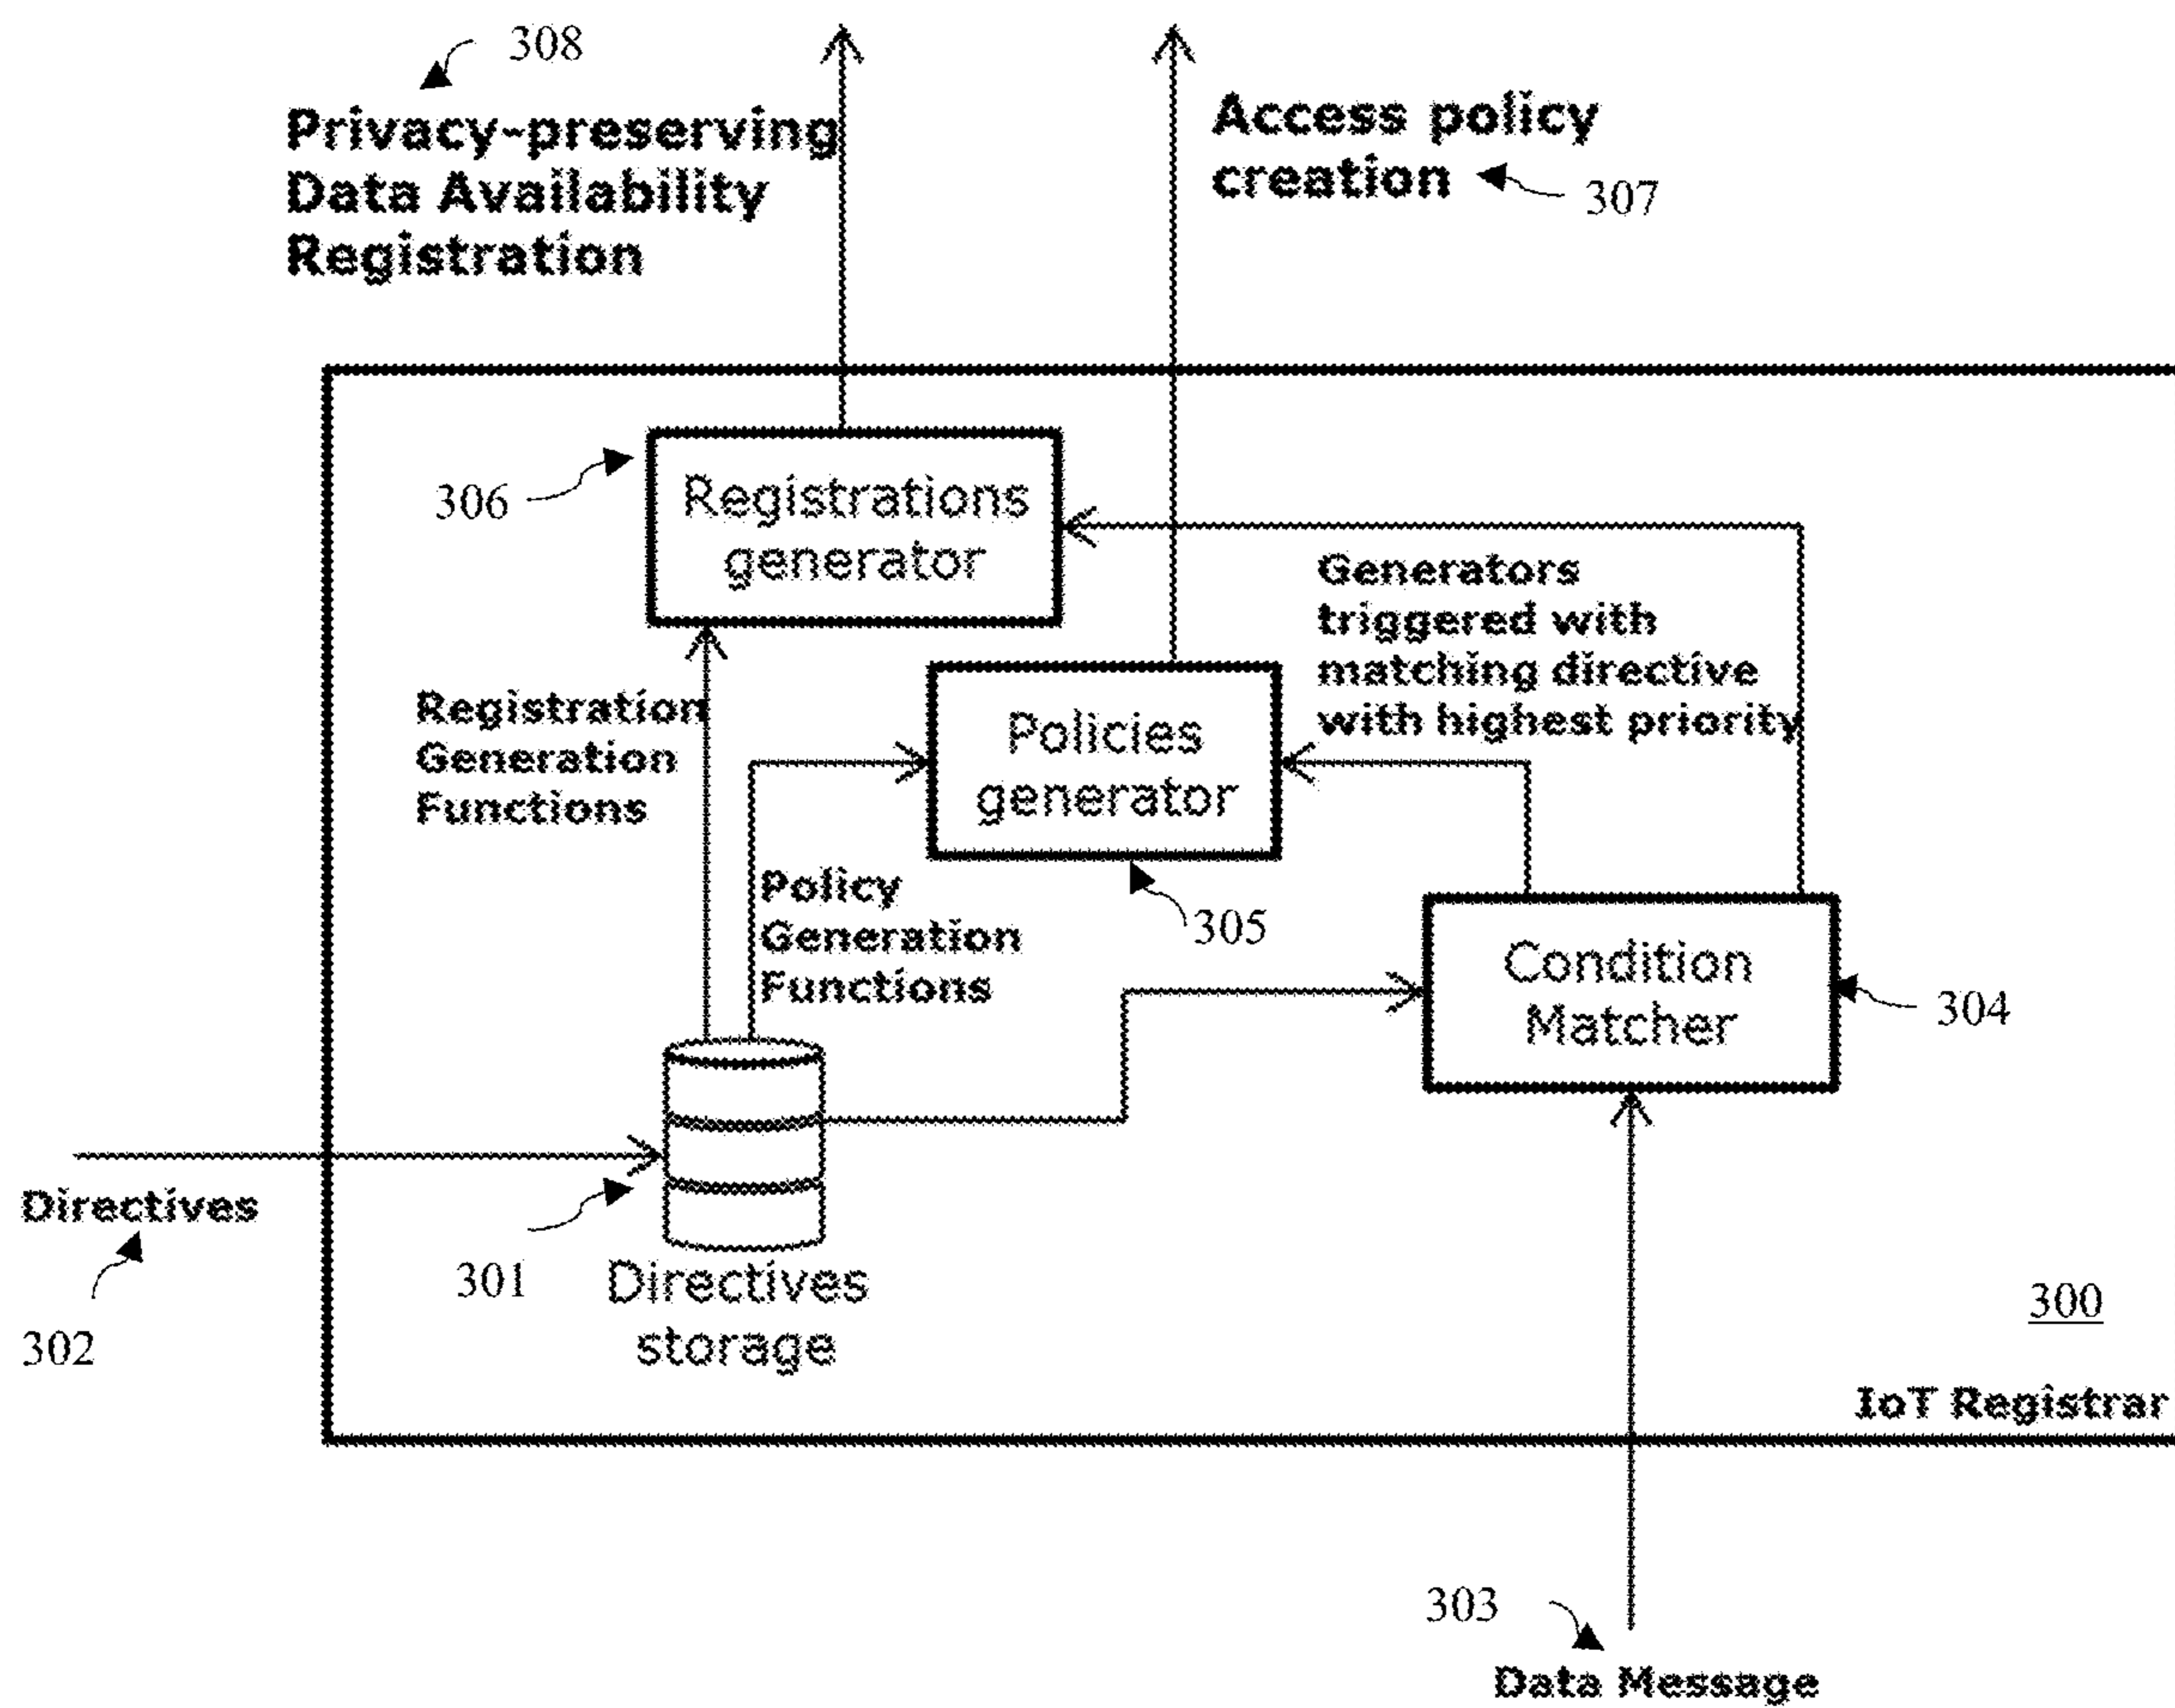 308
Privacy-preserving
Data Availability
Registration
Access policy
creation
307
306
Registrations
generator
Generators
triggered with
matching directive
with highest priority
Registration
Generation
Functions
Policies
generator
Policy
Generation
Functions
305
Condition
Matcher
304
Directives
302
301
Directives
storage
300
IoT Registrar
303
Data Message